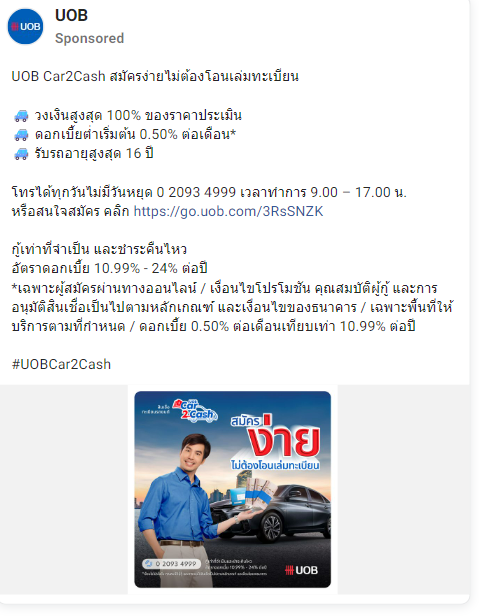 UOB
UOB
Sponsored
UOB Car2Cash สมัครง่ายไม่ต้องโอนเล่มทะเบียน
🚙 วงเงินสูงสุด 100% ของราคาประเมิน
🚙 ดอกเบี้ยต่ำเริ่มต้น 0.50% ต่อเดือน*
🚙 รับรถอายุสูงสุด 16 ปี
โทรได้ทุกวันไม่มีวันหยุด 0 2093 4999 เวลาทำการ 9.00 – 17.00 น.
หรือสนใจสมัคร คลิก https://go.uob.com/3RsSNZK
กู้เท่าที่จำเป็น และชำระคืนไหว
อัตราดอกเบี้ย 10.99% - 24% ต่อปี
*เฉพาะผู้สมัครผ่านทางออนไลน์ / เงื่อนไขโปรโมชัน คุณสมบัติผู้กู้ และการ
อนุมัติสินเชื่อเป็นไปตามหลักเกณฑ์ และเงื่อนไขของธนาคาร / เฉพาะพื้นที่ให้
บริการตามที่กำหนด / ดอกเบี้ย 0.50% ต่อเดือนเทียบเท่า 10.99% ต่อปี
#UOBCar2Cash
สินเชื่อ
Car
2Cash
สมัคร
ง่าย
ไม่ต้องโอนเล่มทะเบียน
0 2093 4999
10.99% - 24% ต่อปี
UOB